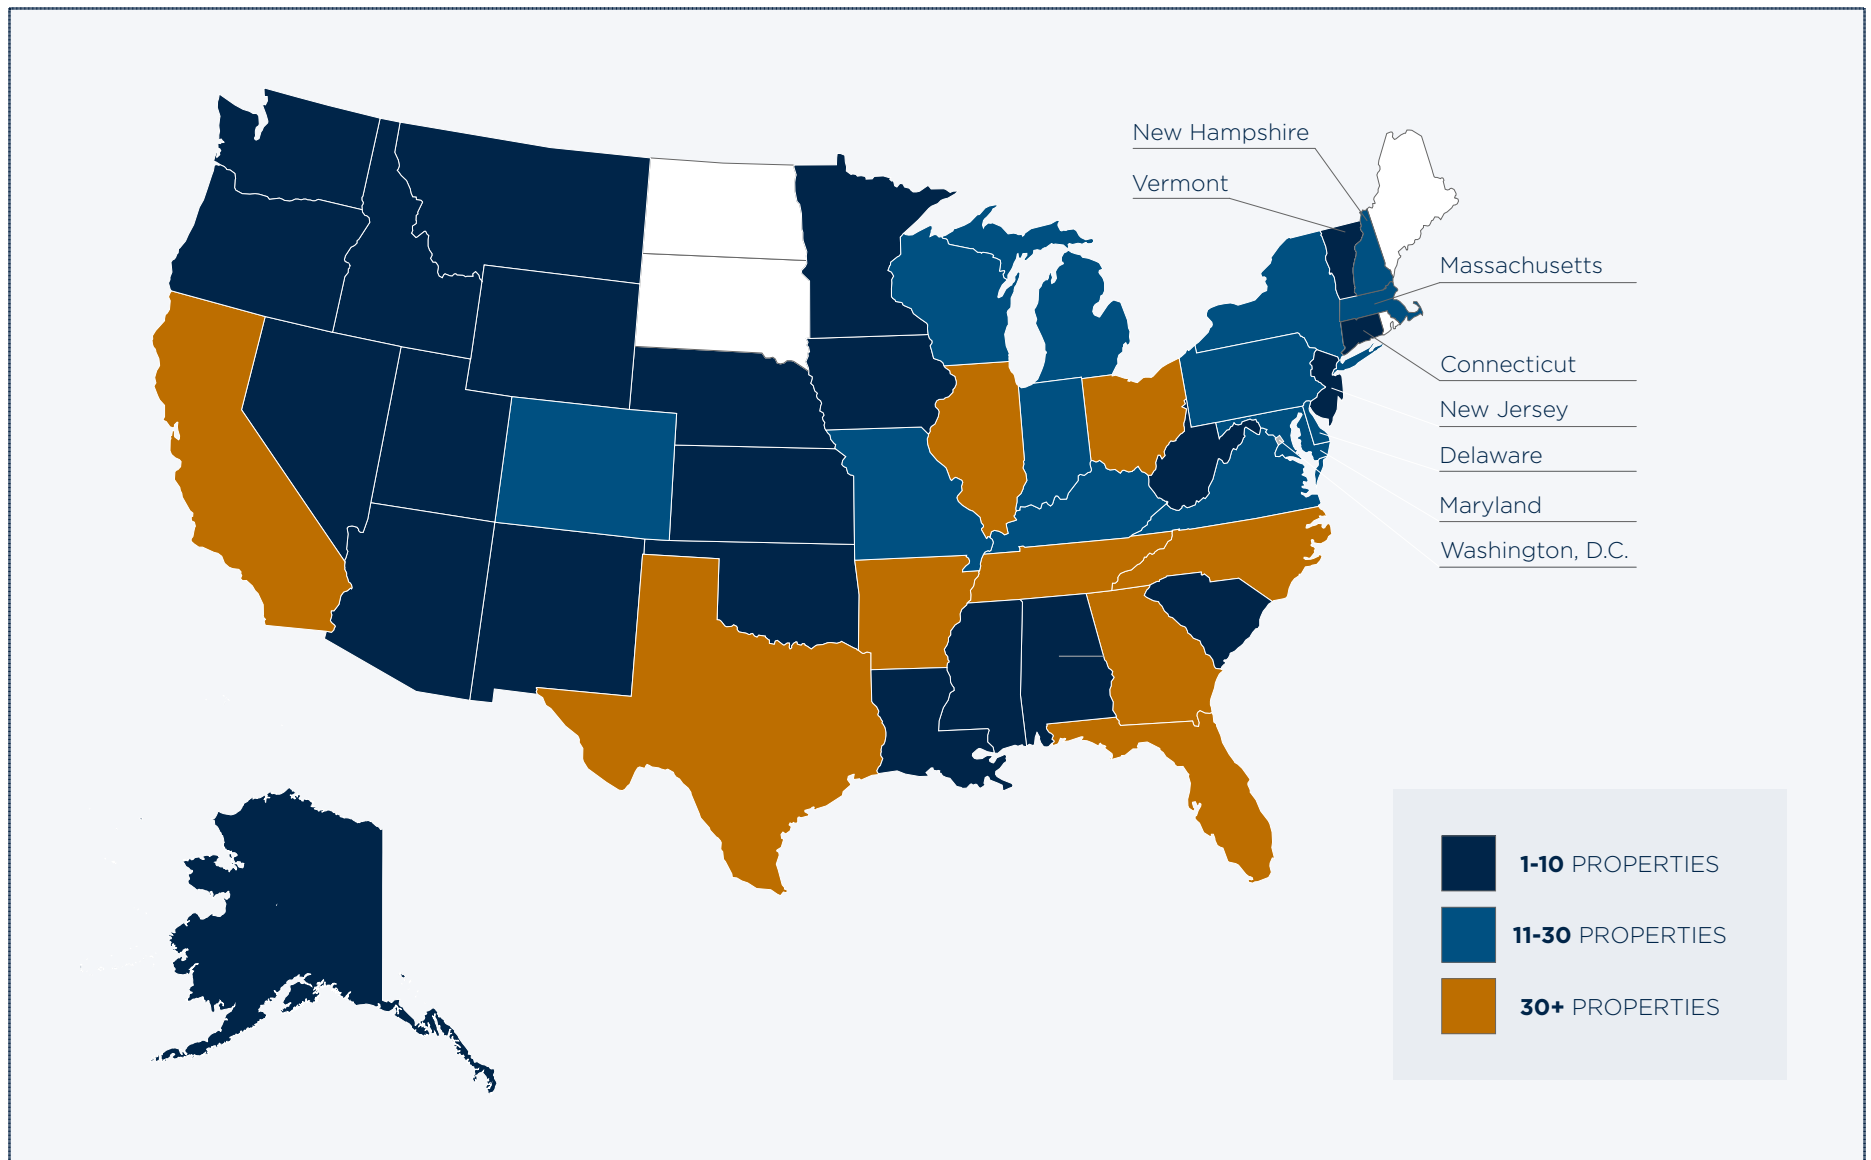 New Hampshire
Vermont
Massachusetts
Connecticut
New Jersey
Delaware
Maryland
Washington, D.C.
1-10 PROPERTIES
11-30 PROPERTIES
30+ PROPERTIES